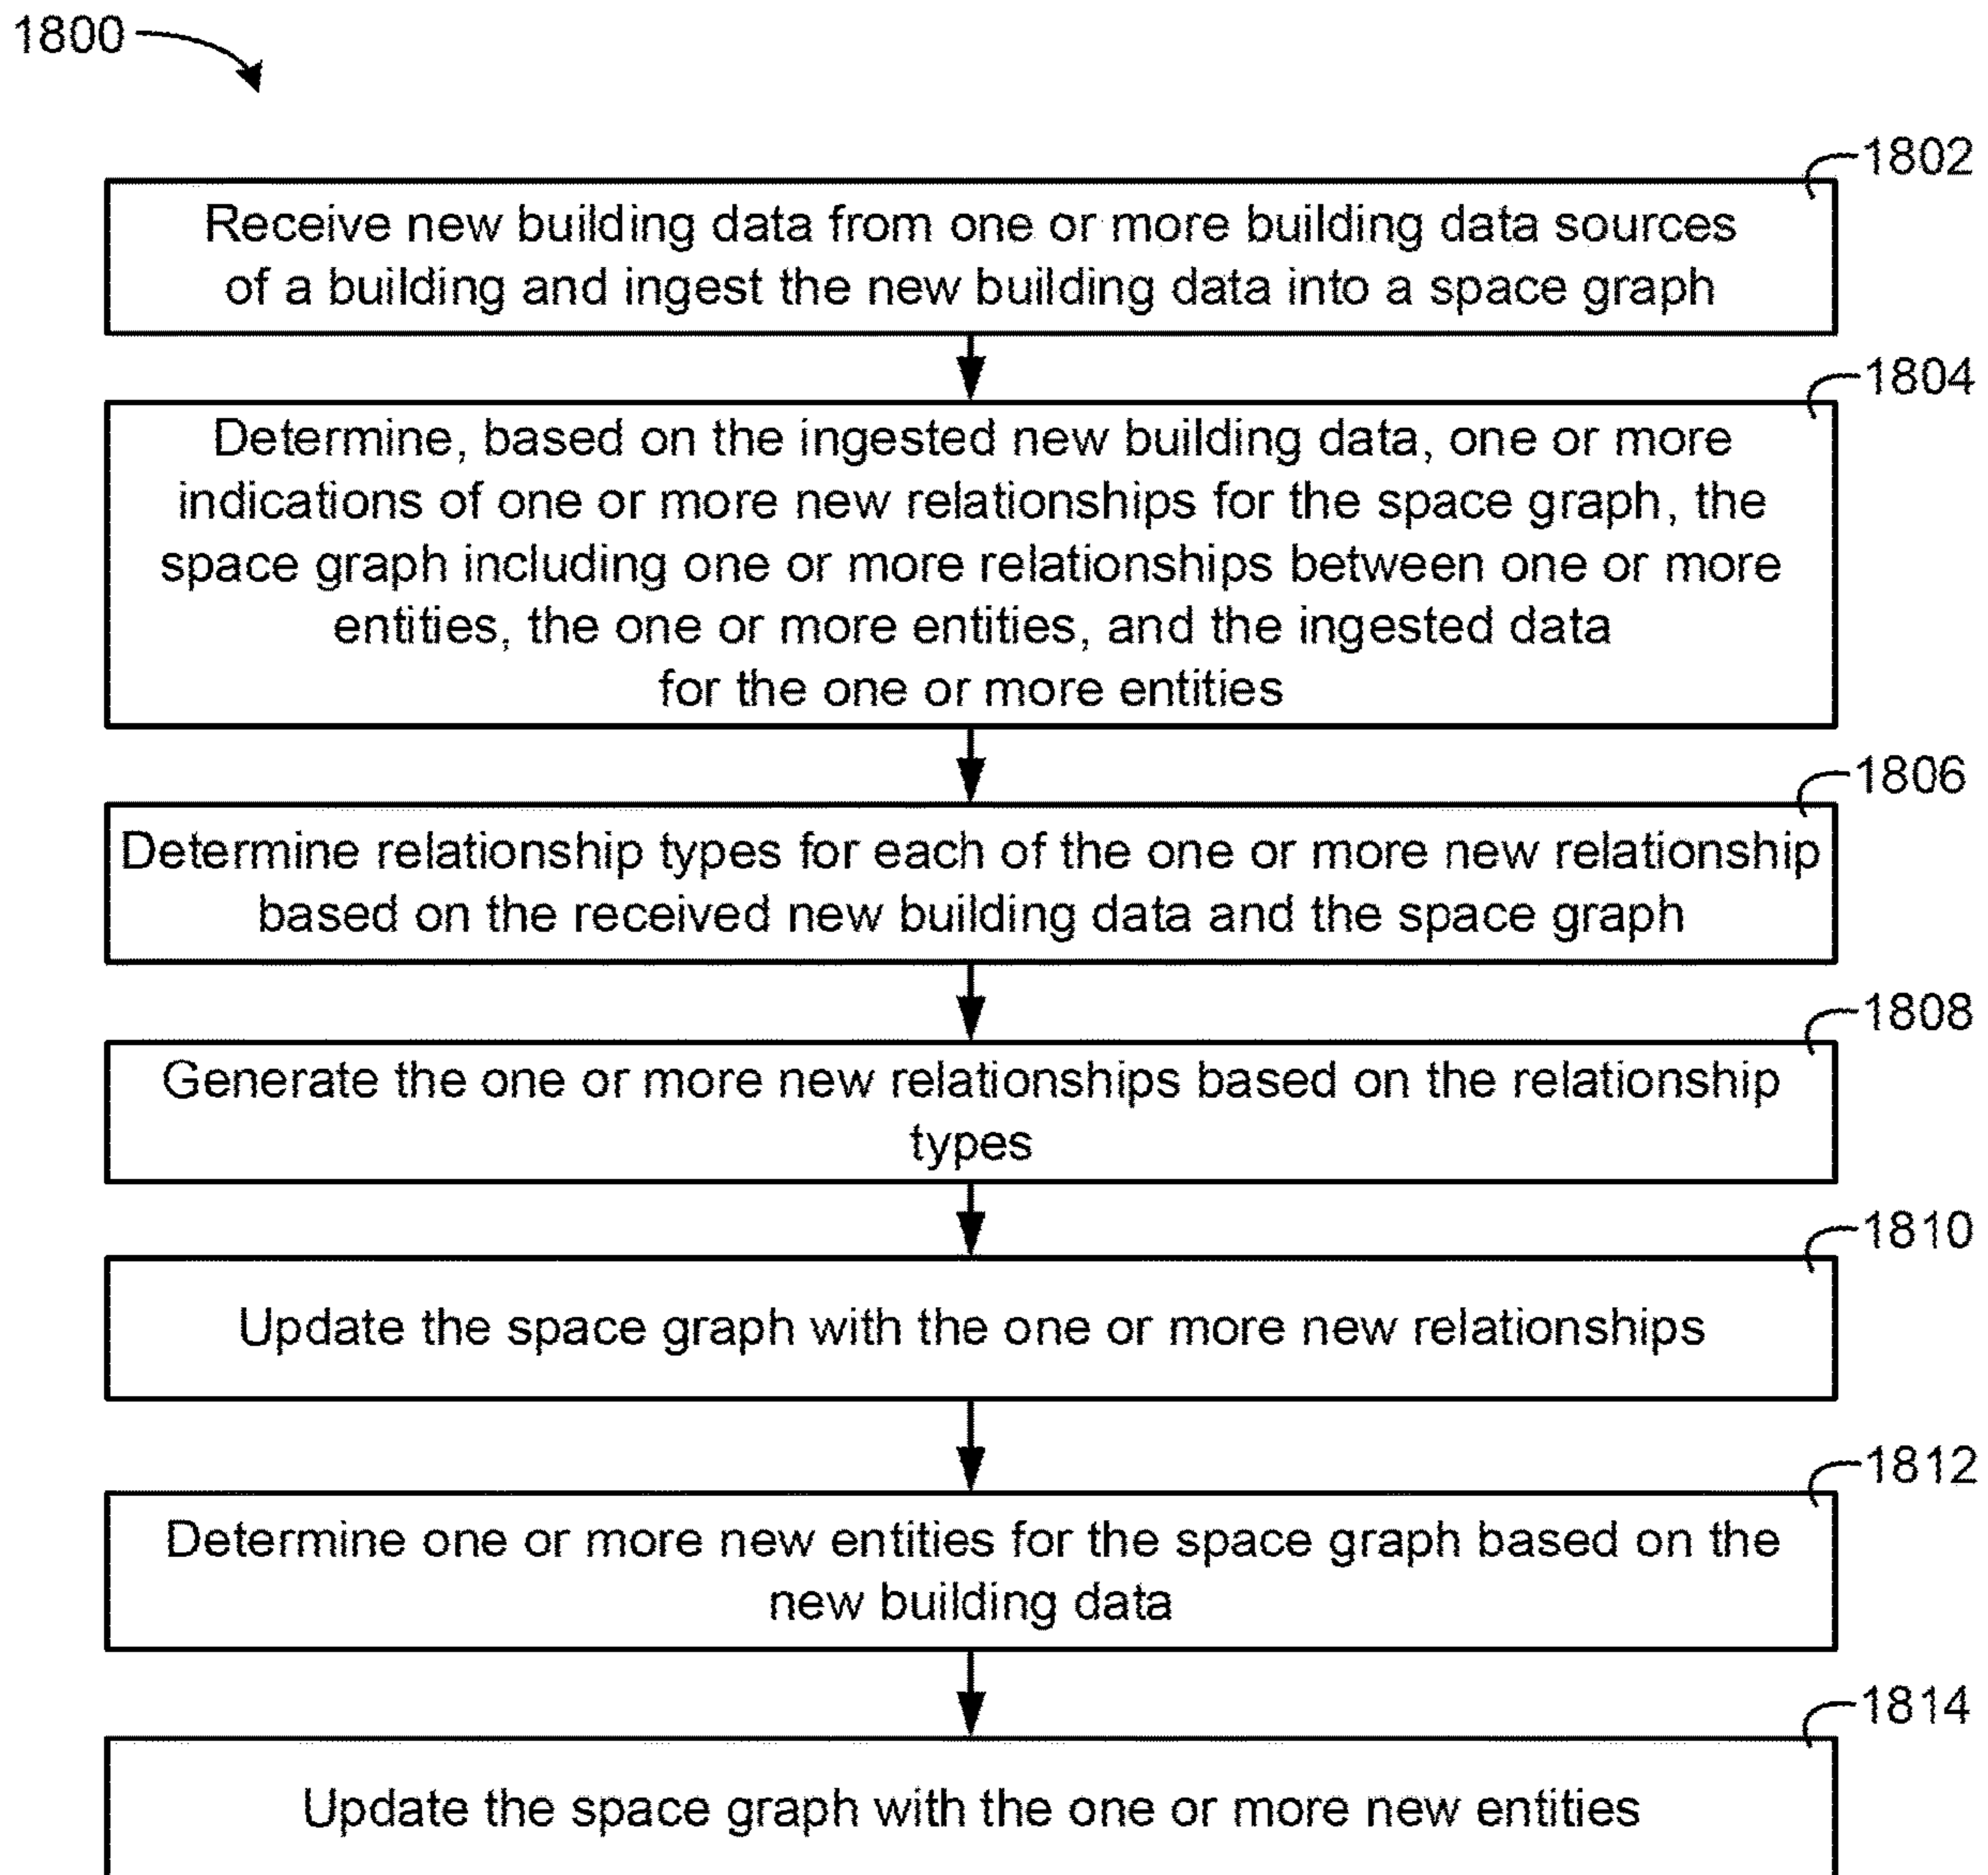 1800
1802
Receive new building data from one or more building data sources
of a building and ingest the new building data into a space graph
1804
Determine, based on the ingested new building data, one or more
indications of one or more new relationships for the space graph, the
space graph including one or more relationships between one or more
entities, the one or more entities, and the ingested data
for the one or more entities
1806
Determine relationship types for each of the one or more new relationship
based on the received new building data and the space graph
1808
Generate the one or more new relationships based on the relationship
types
1810
Update the space graph with the one or more new relationships
1812
Determine one or more new entities for the space graph based on the
new building data
1814
Update the space graph with the one or more new entities